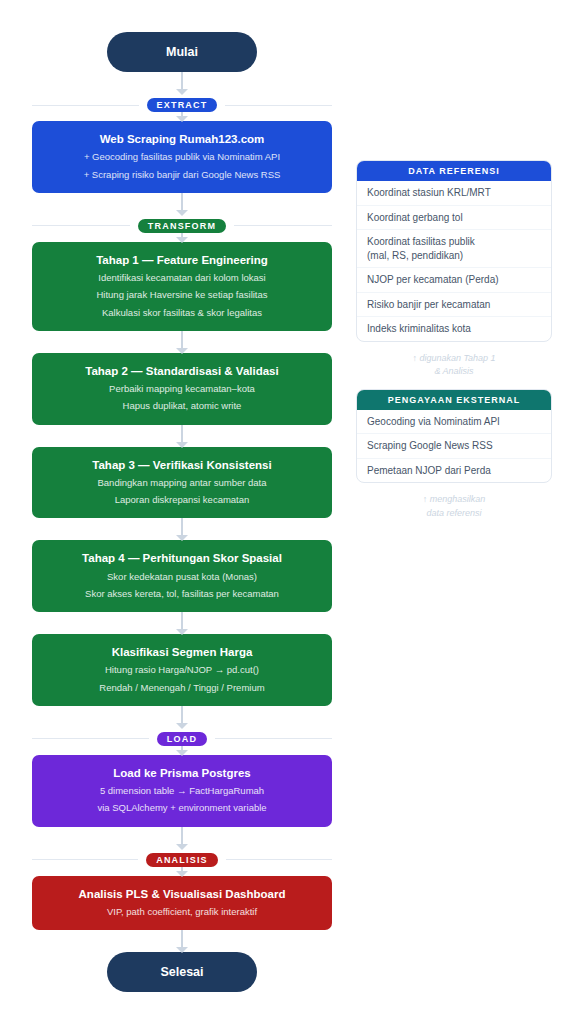 Mulai
EXTRACT
Web Scraping Rumah123.com
+ Geocoding fasilitas publik via Nominatim API
+ Scraping risiko banjir dari Google News RSS
TRANSFORM
Tahap 1 — Feature Engineering
Identifikasi kecamatan dari kolom lokasi
Hitung jarak Haversine ke setiap fasilitas
Kalkulasi skor fasilitas & skor legalitas
Tahap 2 — Standardisasi & Validasi
Perbaiki mapping kecamatan–kota
Hapus duplikat, atomic write
Tahap 3 — Verifikasi Konsistensi
Bandingkan mapping antar sumber data
Laporan diskrepansi kecamatan
Tahap 4 — Perhitungan Skor Spasial
Skor kedekatan pusat kota (Monas)
Skor akses kereta, tol, fasilitas per kecamatan
Klasifikasi Segmen Harga
Hitung rasio Harga/NJOP → pd.cut()
Rendah / Menengah / Tinggi / Premium
LOAD
Load ke Prisma Postgres
5 dimension table → FactHargaRumah
via SQLAlchemy + environment variable
ANALISIS
Analisis PLS & Visualisasi Dashboard
VIP, path coefficient, grafik interaktif
Selesai
DATA REFERENSI
Koordinat stasiun KRL/MRT
Koordinat gerbang tol
Koordinat fasilitas publik
(mal, RS, pendidikan)
NJOP per kecamatan (Perda)
Risiko banjir per kecamatan
Indeks kriminalitas kota
↑ digunakan Tahap 1
& Analisis
PENGAYAAN EKSTERNAL
Geocoding via Nominatim API
Scraping Google News RSS
Pemetaan NJOP dari Perda
↑ menghasilkan
data referensi